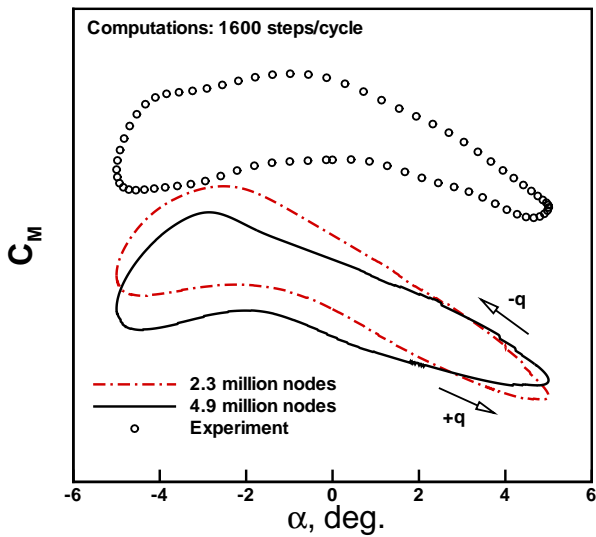 Computations: 1600 steps/cycle
C_M
-q
2.3 million nodes
4.9 million nodes
Experiment
+q
-6 -4 -2 0 2 4 6
α, deg.